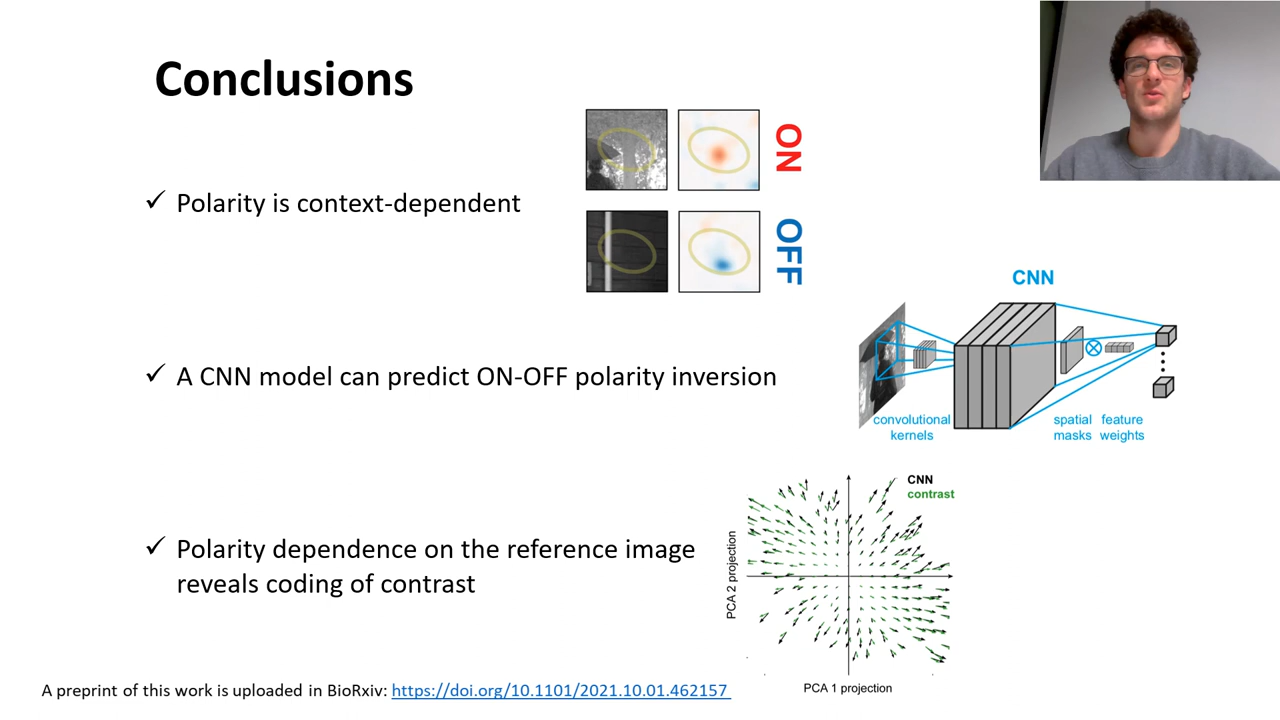 Conclusions
ON
✓ Polarity is context-dependent
OFF
CNN
✓ A CNN model can predict ON-OFF polarity inversion
convolutional
kernels
spatial feature
masks weights
CNN
contrast
✓ Polarity dependence on the reference image
reveals coding of contrast
PCA 2 projection
PCA 1 projection
A preprint of this work is uploaded in BioRxiv: https://doi.org/10.1101/2021.10.01.462157